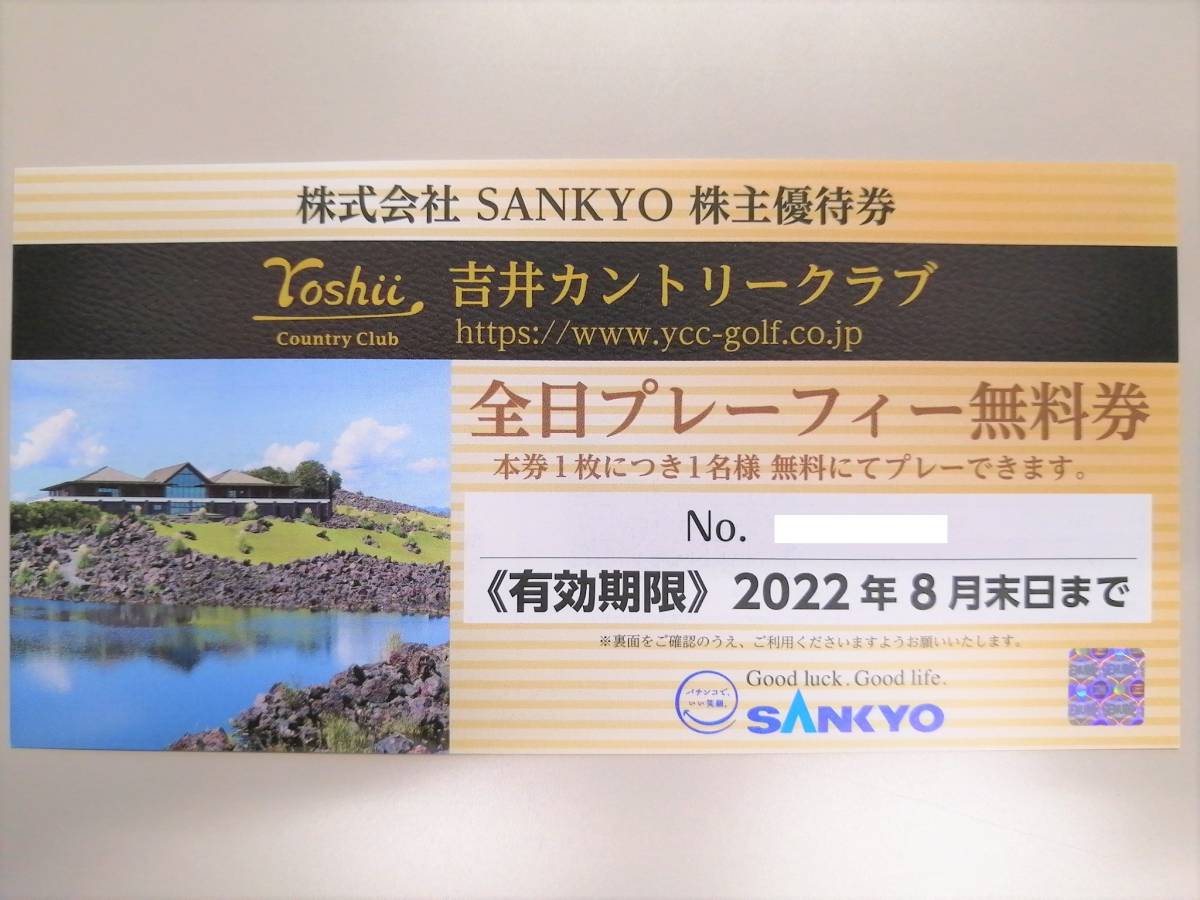 株式会社 SANKYO 株主優待券
Yoshii
Country Club
吉井カントリークラブ
https://www.ycc-golf.co.jp
全日プレーフィー無料券
本券1枚につき1名様 無料にてプレーできます。
No.
《有効期限》 2022年8月末日まで
※裏面をご確認のうえ、ご利用くださいますようお願いいたします。
パチンコで、
いい笑顔。
Good luck. Good life.
SANKYO